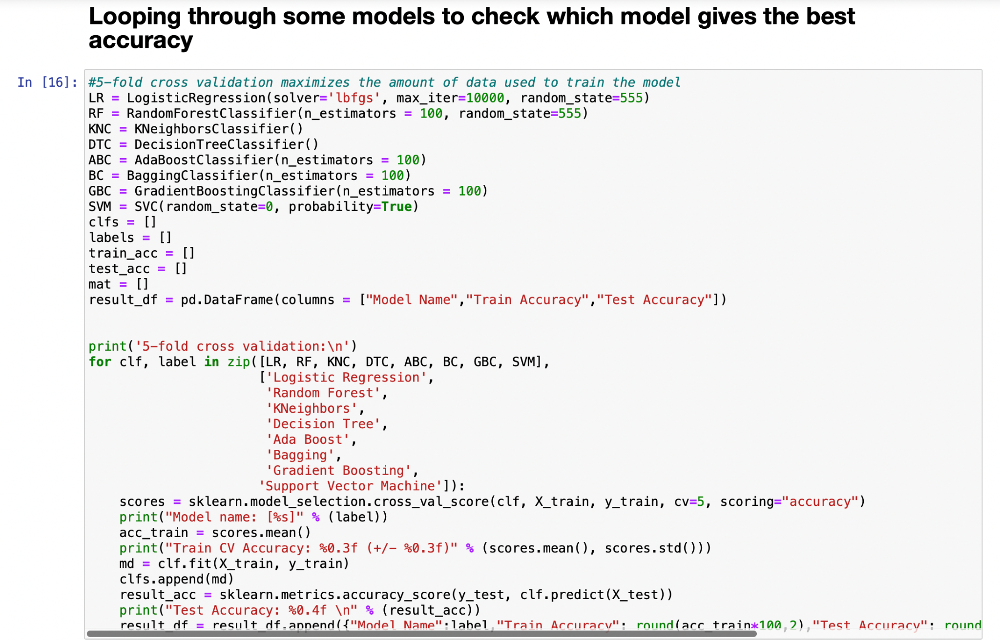 Looping through some models to check which model gives the best
accuracy
In [16]:
#5-fold cross validation maximizes the amount of data used to train the model
LR = LogisticRegression(solver='lbfgs', max_iter=10000, random_state=555)
RF = RandomForestClassifier(n_estimators = 100, random_state=555)
KNC = KNeighborsClassifier()
DTC = DecisionTreeClassifier()
ABC = AdaBoostClassifier(n_estimators = 100)
BC = BaggingClassifier(n_estimators = 100)
GBC = GradientBoostingClassifier(n_estimators = 100)
SVM = SVC(random_state=0, probability=True)
clfs = []
labels = []
train_acc = []
test_acc = []
mat = []
result_df = pd.DataFrame(columns = ["Model Name","Train Accuracy","Test Accuracy"])
print('5-fold cross validation:\n')
for clf, label in zip([LR, RF, KNC, DTC, ABC, BC, GBC, SVM],
['Logistic Regression',
'Random Forest',
'KNeighbors',
'Decision Tree',
'Ada Boost',
'Bagging',
'Gradient Boosting',
'Support Vector Machine']):
scores = sklearn.model_selection.cross_val_score(clf, X_train, y_train, cv=5, scoring="accuracy")
print("Model name: [%s]" % (label))
acc_train = scores.mean()
print("Train CV Accuracy: %0.3f (+/- %0.3f)" % (scores.mean(), scores.std()))
md = clf.fit(X_train, y_train)
clfs.append(md)
result_acc = sklearn.metrics.accuracy_score(y_test, clf.predict(X_test))
print("Test Accuracy: %0.4f \n" % (result_acc))
result_df = result_df.append({"Model Name":label,"Train Accuracy": round(acc_train*100,2),"Test Accuracy": round